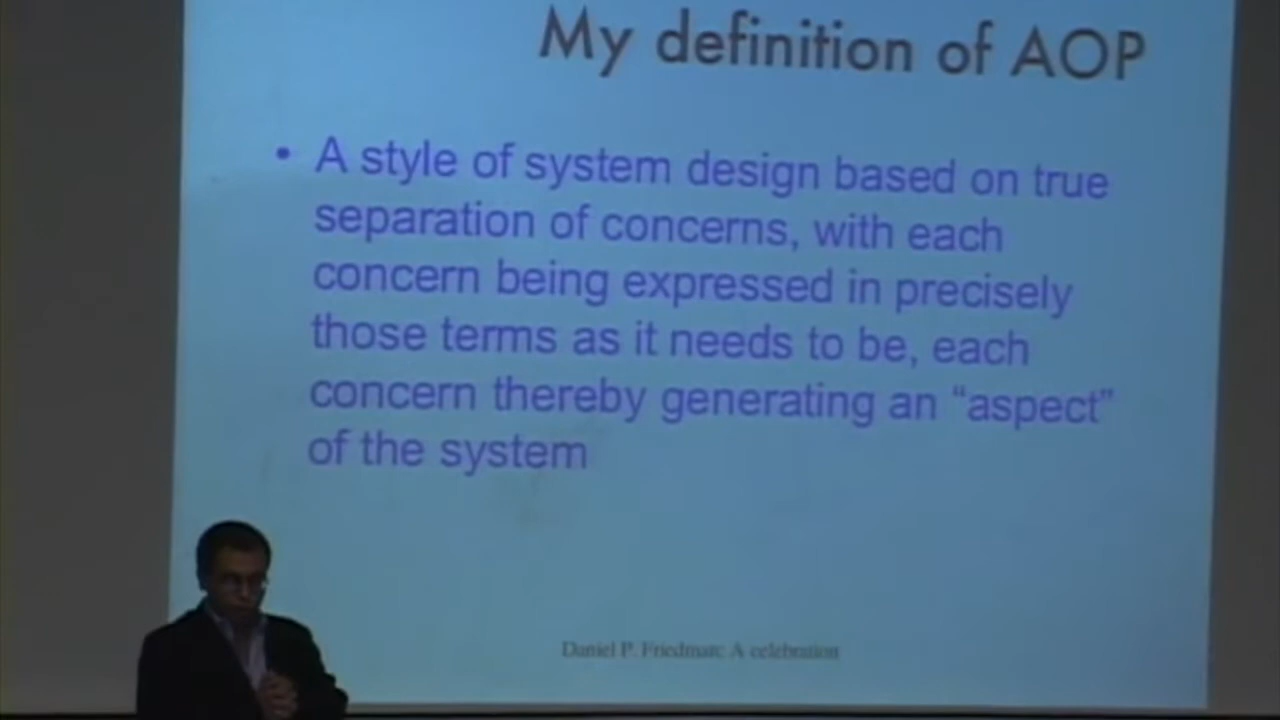 My definition of AOP
• A style of system design based on true
separation of concerns, with each
concern being expressed in precisely
those terms as it needs to be, each
concern thereby generating an “aspect”
of the system
Daniel P. Friedman: A celebration